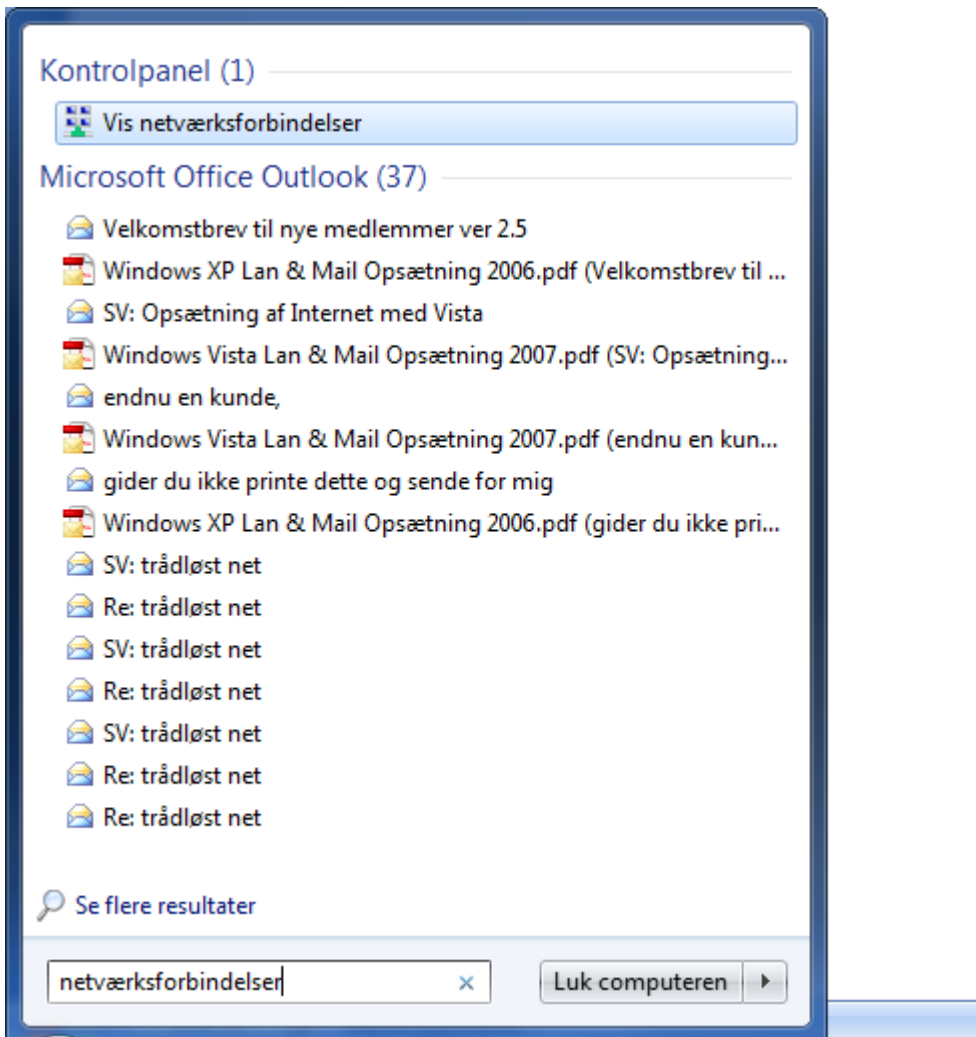 Kontrolpanel (1)
Vis netværksforbindelser
Microsoft Office Outlook (37)
Velkomstbrev til nye medlemmer ver 2.5
Windows XP Lan & Mail Opsætning 2006.pdf (Velkomstbrev til ...
SV: Opsætning af Internet med Vista
Windows Vista Lan & Mail Opsætning 2007.pdf (SV: Opsætning...
endnu en kunde,
Windows Vista Lan & Mail Opsætning 2007.pdf (endnu en kun...
gider du ikke printe dette og sende for mig
Windows XP Lan & Mail Opsætning 2006.pdf (gider du ikke pri...
SV: trådløst net
Re: trådløst net
SV: trådløst net
Re: trådløst net
SV: trådløst net
Re: trådløst net
Re: trådløst net
Se flere resultater
netværksforbindelser
Luk computeren